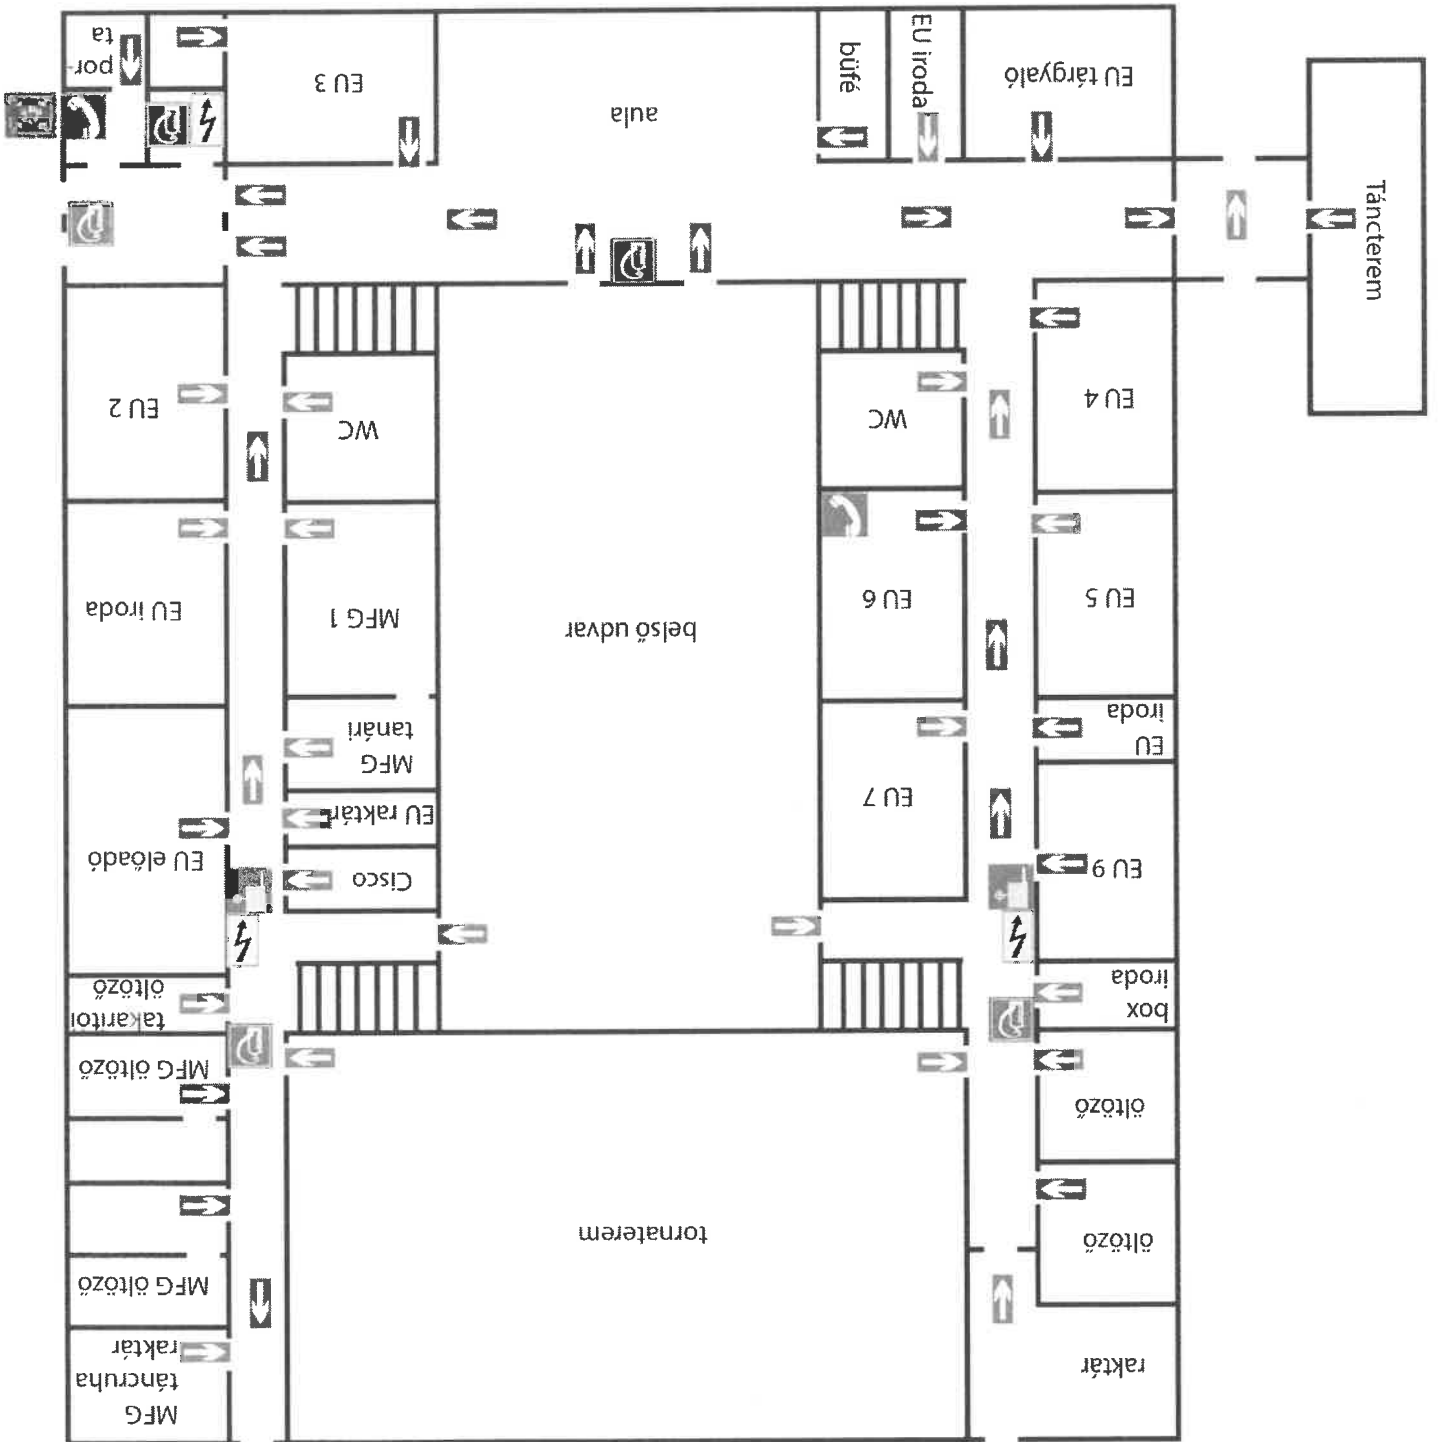 raktár
MFG
táncruha
raktár
öltöző
MFG öltöző
tornaterem
öltöző
MFG öltöző
box
iroda
takarítói
öltöző
EU 9
Cisco
EU előadó
EU 7
EU raktár
EU
iroda
MFG
tanári
EU 5
EU 6
belső udvar
MFG 1
EU iroda
EU 4
WC
WC
EU 2
Táncterem
EU tárgyaló
EU iroda
büfé
aula
EU 3
por-
ta